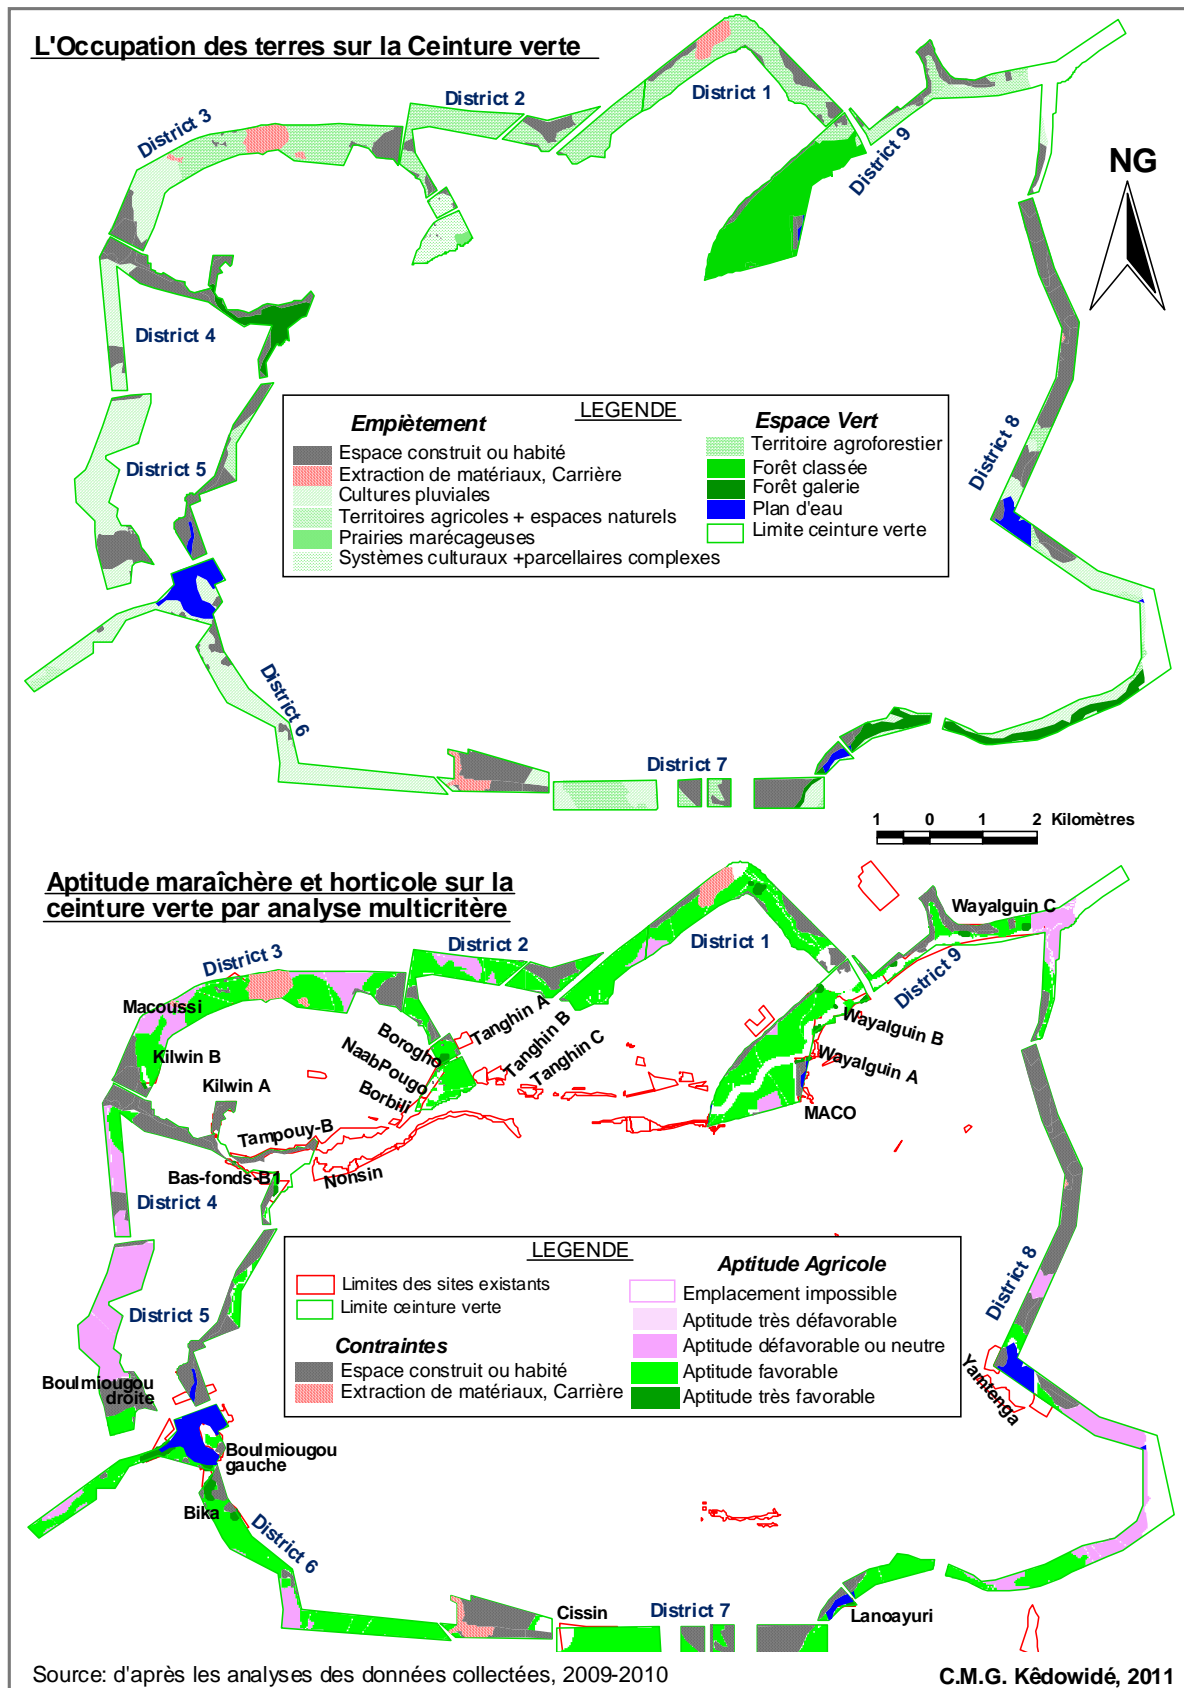 L'Occupation des terres sur la Ceinture verte
District 1
District 2
District 3
District 9
NG
District 4
District 5
District 8
LEGENDE
Empiètement
Espace construit ou habité
Extraction de matériaux, Carrière
Cultures pluviales
Territoires agricoles + espaces naturels
Prairies marécageuses
Systèmes culturaux +parcellaires complexes
Espace Vert
Territoire agroforestier
Forêt classée
Forêt galerie
Plan d'eau
Limite ceinture verte
District 6
District 7
1 0 1 2 Kilomètres
Aptitude maraîchère et horticole sur la
ceinture verte par analyse multicritère
Wayalguin C
District 2
District 1
District 3
District 9
Macoussi
Tanghin A
Tanghin B
Tanghin C
Borogho
NaabPougo
Borbili
Wayalguin B
Wayalguin A
Kilwin B
Kilwin A
MACO
Tampouy-B
Bas-fonds-B1
Nonsin
District 4
District 5
District 8
LEGENDE
Limites des sites existants
Limite ceinture verte
Contraintes
Espace construit ou habité
Extraction de matériaux, Carrière
Aptitude Agricole
Emplacement impossible
Aptitude très défavorable
Aptitude défavorable ou neutre
Aptitude favorable
Aptitude très favorable
Boulmiougou
droite
Yamtenga
Boulmiougou
gauche
Bika
District 6
Cissin
District 7
Lanoayuri
Source: d'après les analyses des données collectées, 2009-2010
C.M.G. Kêdowidé, 2011